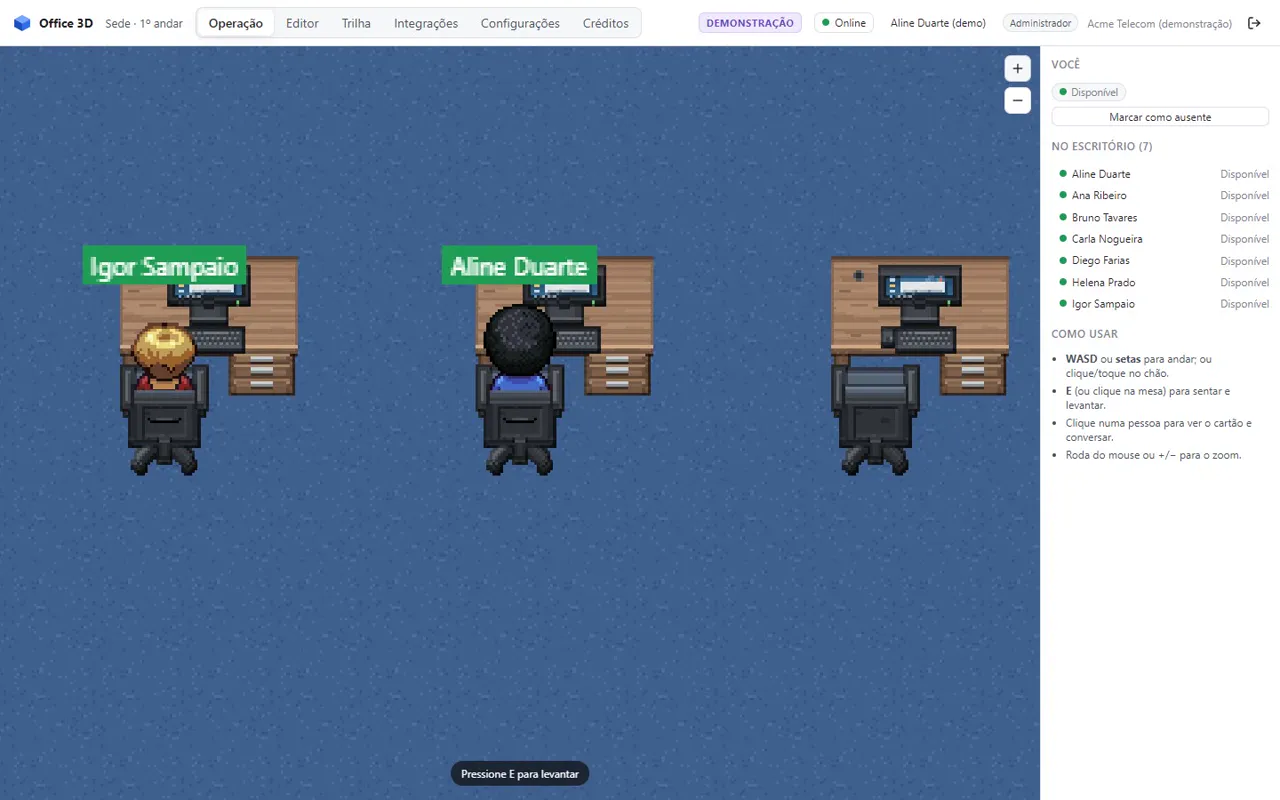 Office 3D
Sede · 1º andar
Operação
Editor
Trilha
Integrações
Configurações
Créditos
DEMONSTRAÇÃO
Online
Aline Duarte (demo)
Administrador
Acme Telecom (demonstração)
+
−
Igor Sampaio
Aline Duarte
Pressione E para levantar
VOCÊ
Disponível
Marcar como ausente
NO ESCRITÓRIO (7)
Aline Duarte Disponível
Ana Ribeiro Disponível
Bruno Tavares Disponível
Carla Nogueira Disponível
Diego Farias Disponível
Helena Prado Disponível
Igor Sampaio Disponível
COMO USAR
• WASD ou setas para andar; ou
clique/toque no chão.
• E (ou clique na mesa) para sentar e
levantar.
• Clique numa pessoa para ver o cartão e
conversar.
• Roda do mouse ou +/− para o zoom.